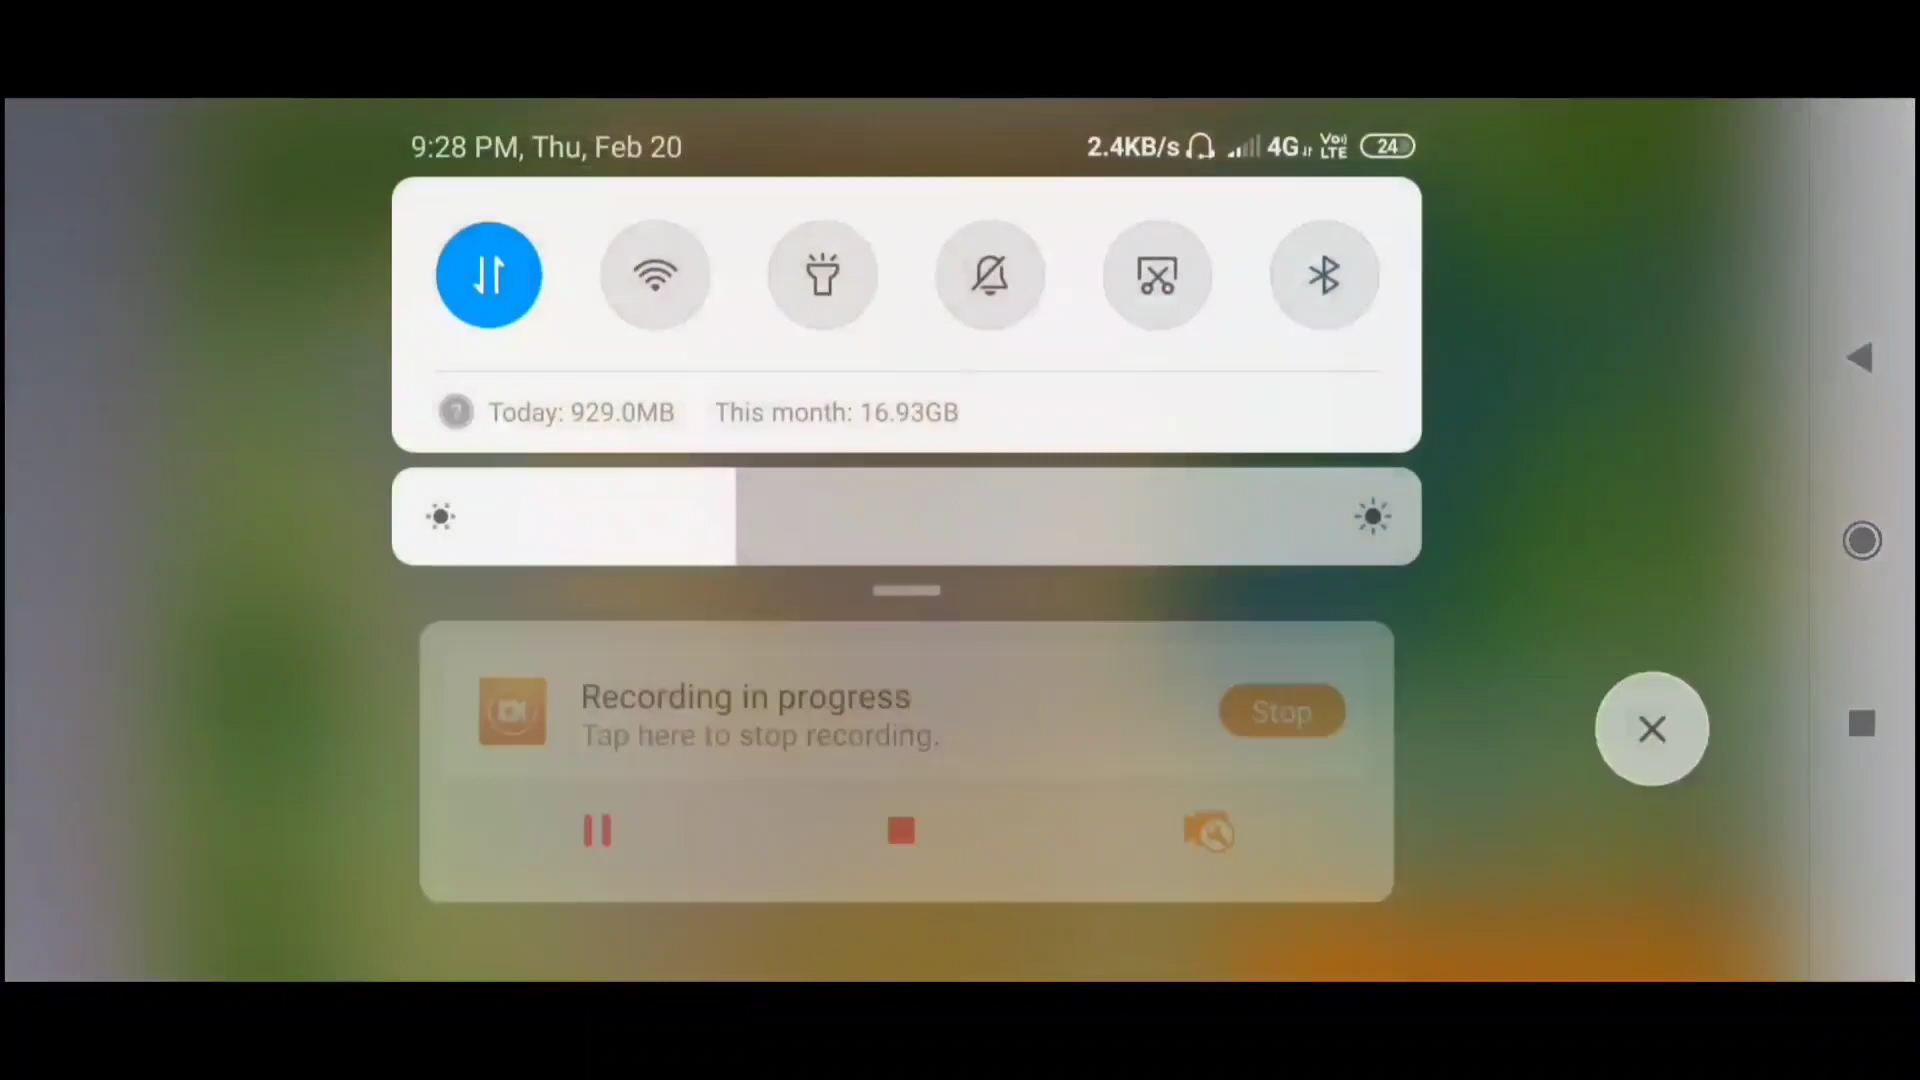 9:28 PM, Thu, Feb 20
2.4KB/s 4G Vo) LTE 24
Today: 929.0MB This month: 16.93GB
Recording in progress
Tap here to stop recording.
Stop